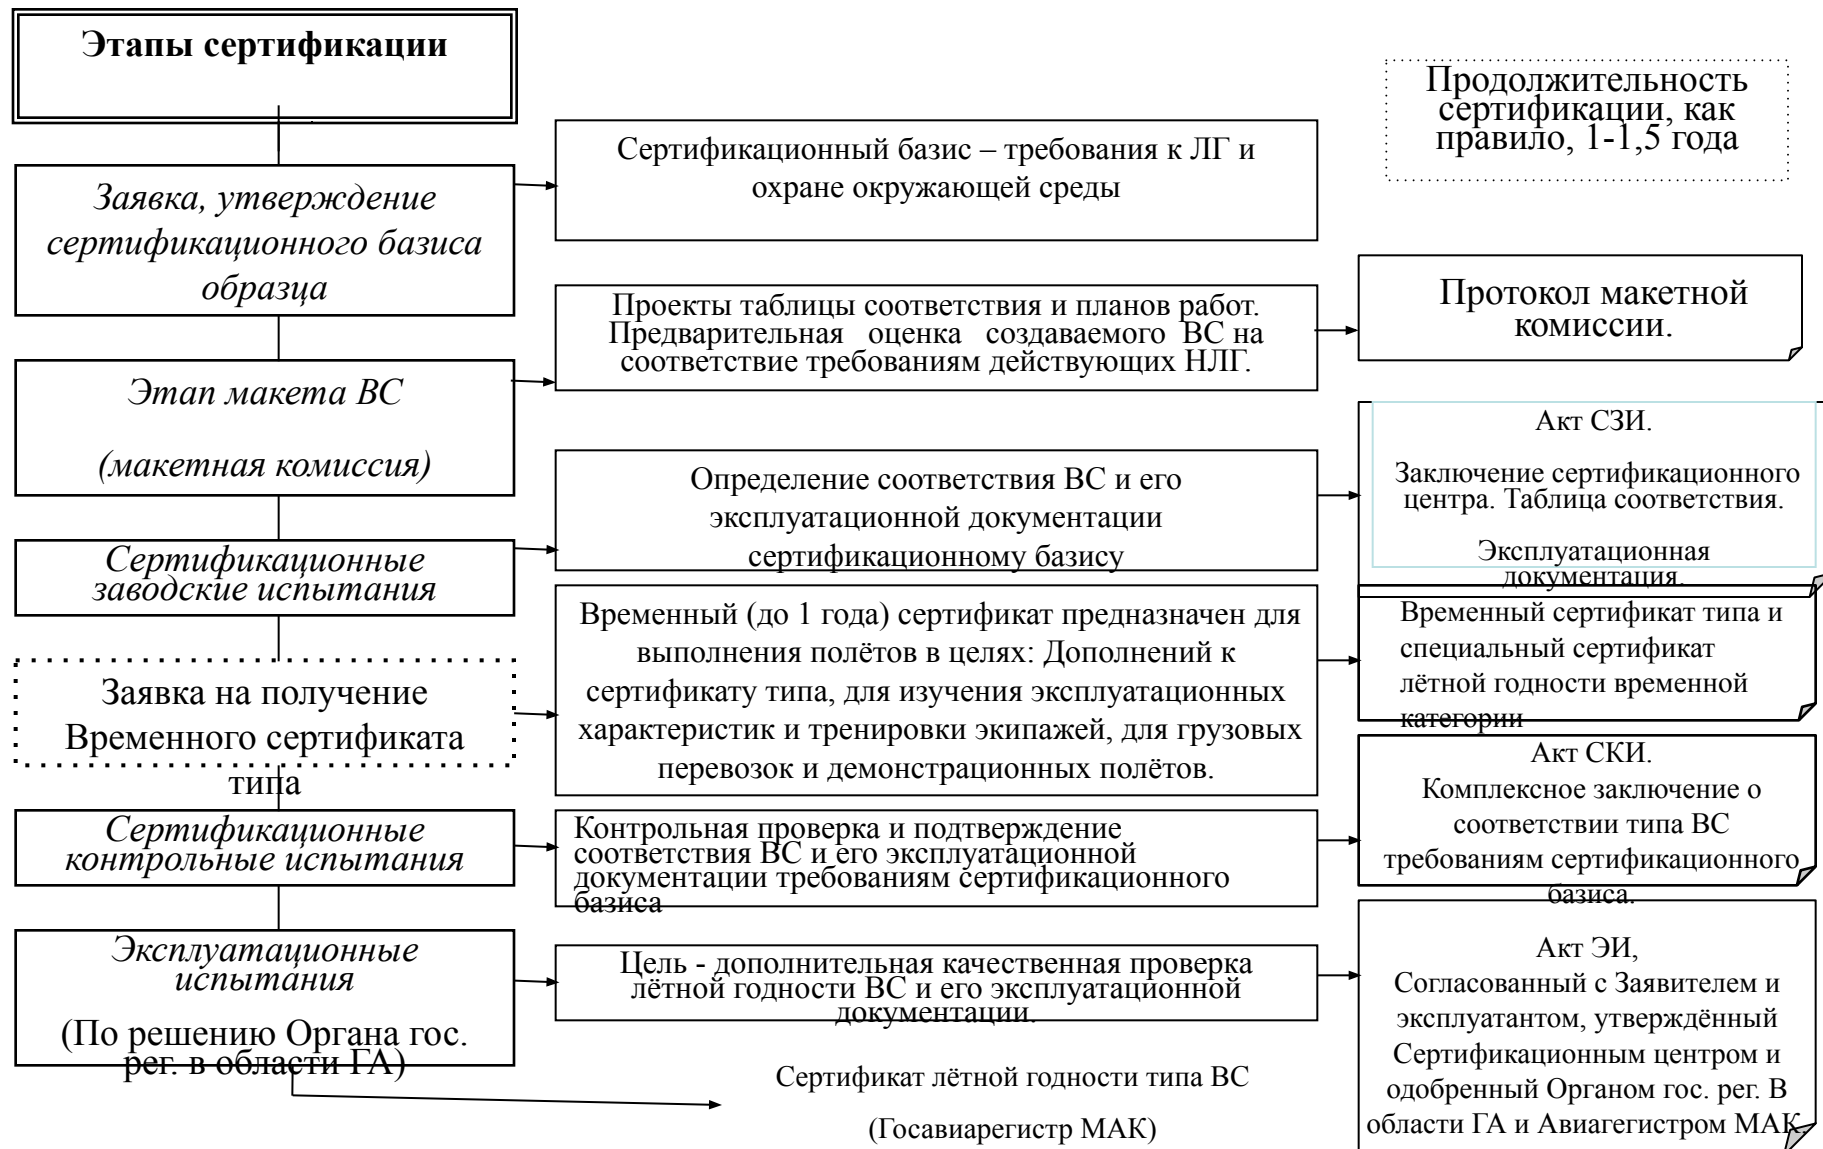 Этапы сертификации
Продолжительность
сертификации, как
правило, 1-1,5 года
Заявка, утверждение
сертификационного базиса
образца
Сертификационный базис – требования к ЛГ и
охране окружающей среды
Этап макета ВС
(макетная комиссия)
Проекты таблицы соответствия и планов работ.
Предварительная оценка создаваемого ВС на
соответствие требованиям действующих НЛГ.
Протокол макетной
комиссии.
Сертификационные
заводские испытания
Определение соответствия ВС и его
эксплуатационной документации
сертификационному базису
Акт СЗИ.
Заключение сертификационного
центра. Таблица соответствия.
Эксплуатационная
документация.
Заявка на получение
Временного сертификата
типа
Временный (до 1 года) сертификат предназначен для
выполнения полётов в целях: Дополнений к
сертификату типа, для изучения эксплуатационных
характеристик и тренировки экипажей, для грузовых
перевозок и демонстрационных полётов.
Временный сертификат типа и
специальный сертификат
лётной годности временной
категории
Сертификационные
контрольные испытания
Контрольная проверка и подтверждение
соответствия ВС и его эксплуатационной
документации требованиям сертификационного
базиса
Акт СКИ.
Комплексное заключение о
соответствии типа ВС
требованиям сертификационного
базиса.
Эксплуатационные
испытания
(По решению Органа гос.
рег. в области ГА)
Цель - дополнительная качественная проверка
лётной годности ВС и его эксплуатационной
документации.
Акт ЭИ,
Согласованный с Заявителем и
эксплуатантом, утверждённый
Сертификационным центром и
одобренный Органом гос. рег. В
области ГА и Авиагегистром МАК.
Сертификат лётной годности типа ВС
(Госавиарегистр МАК)